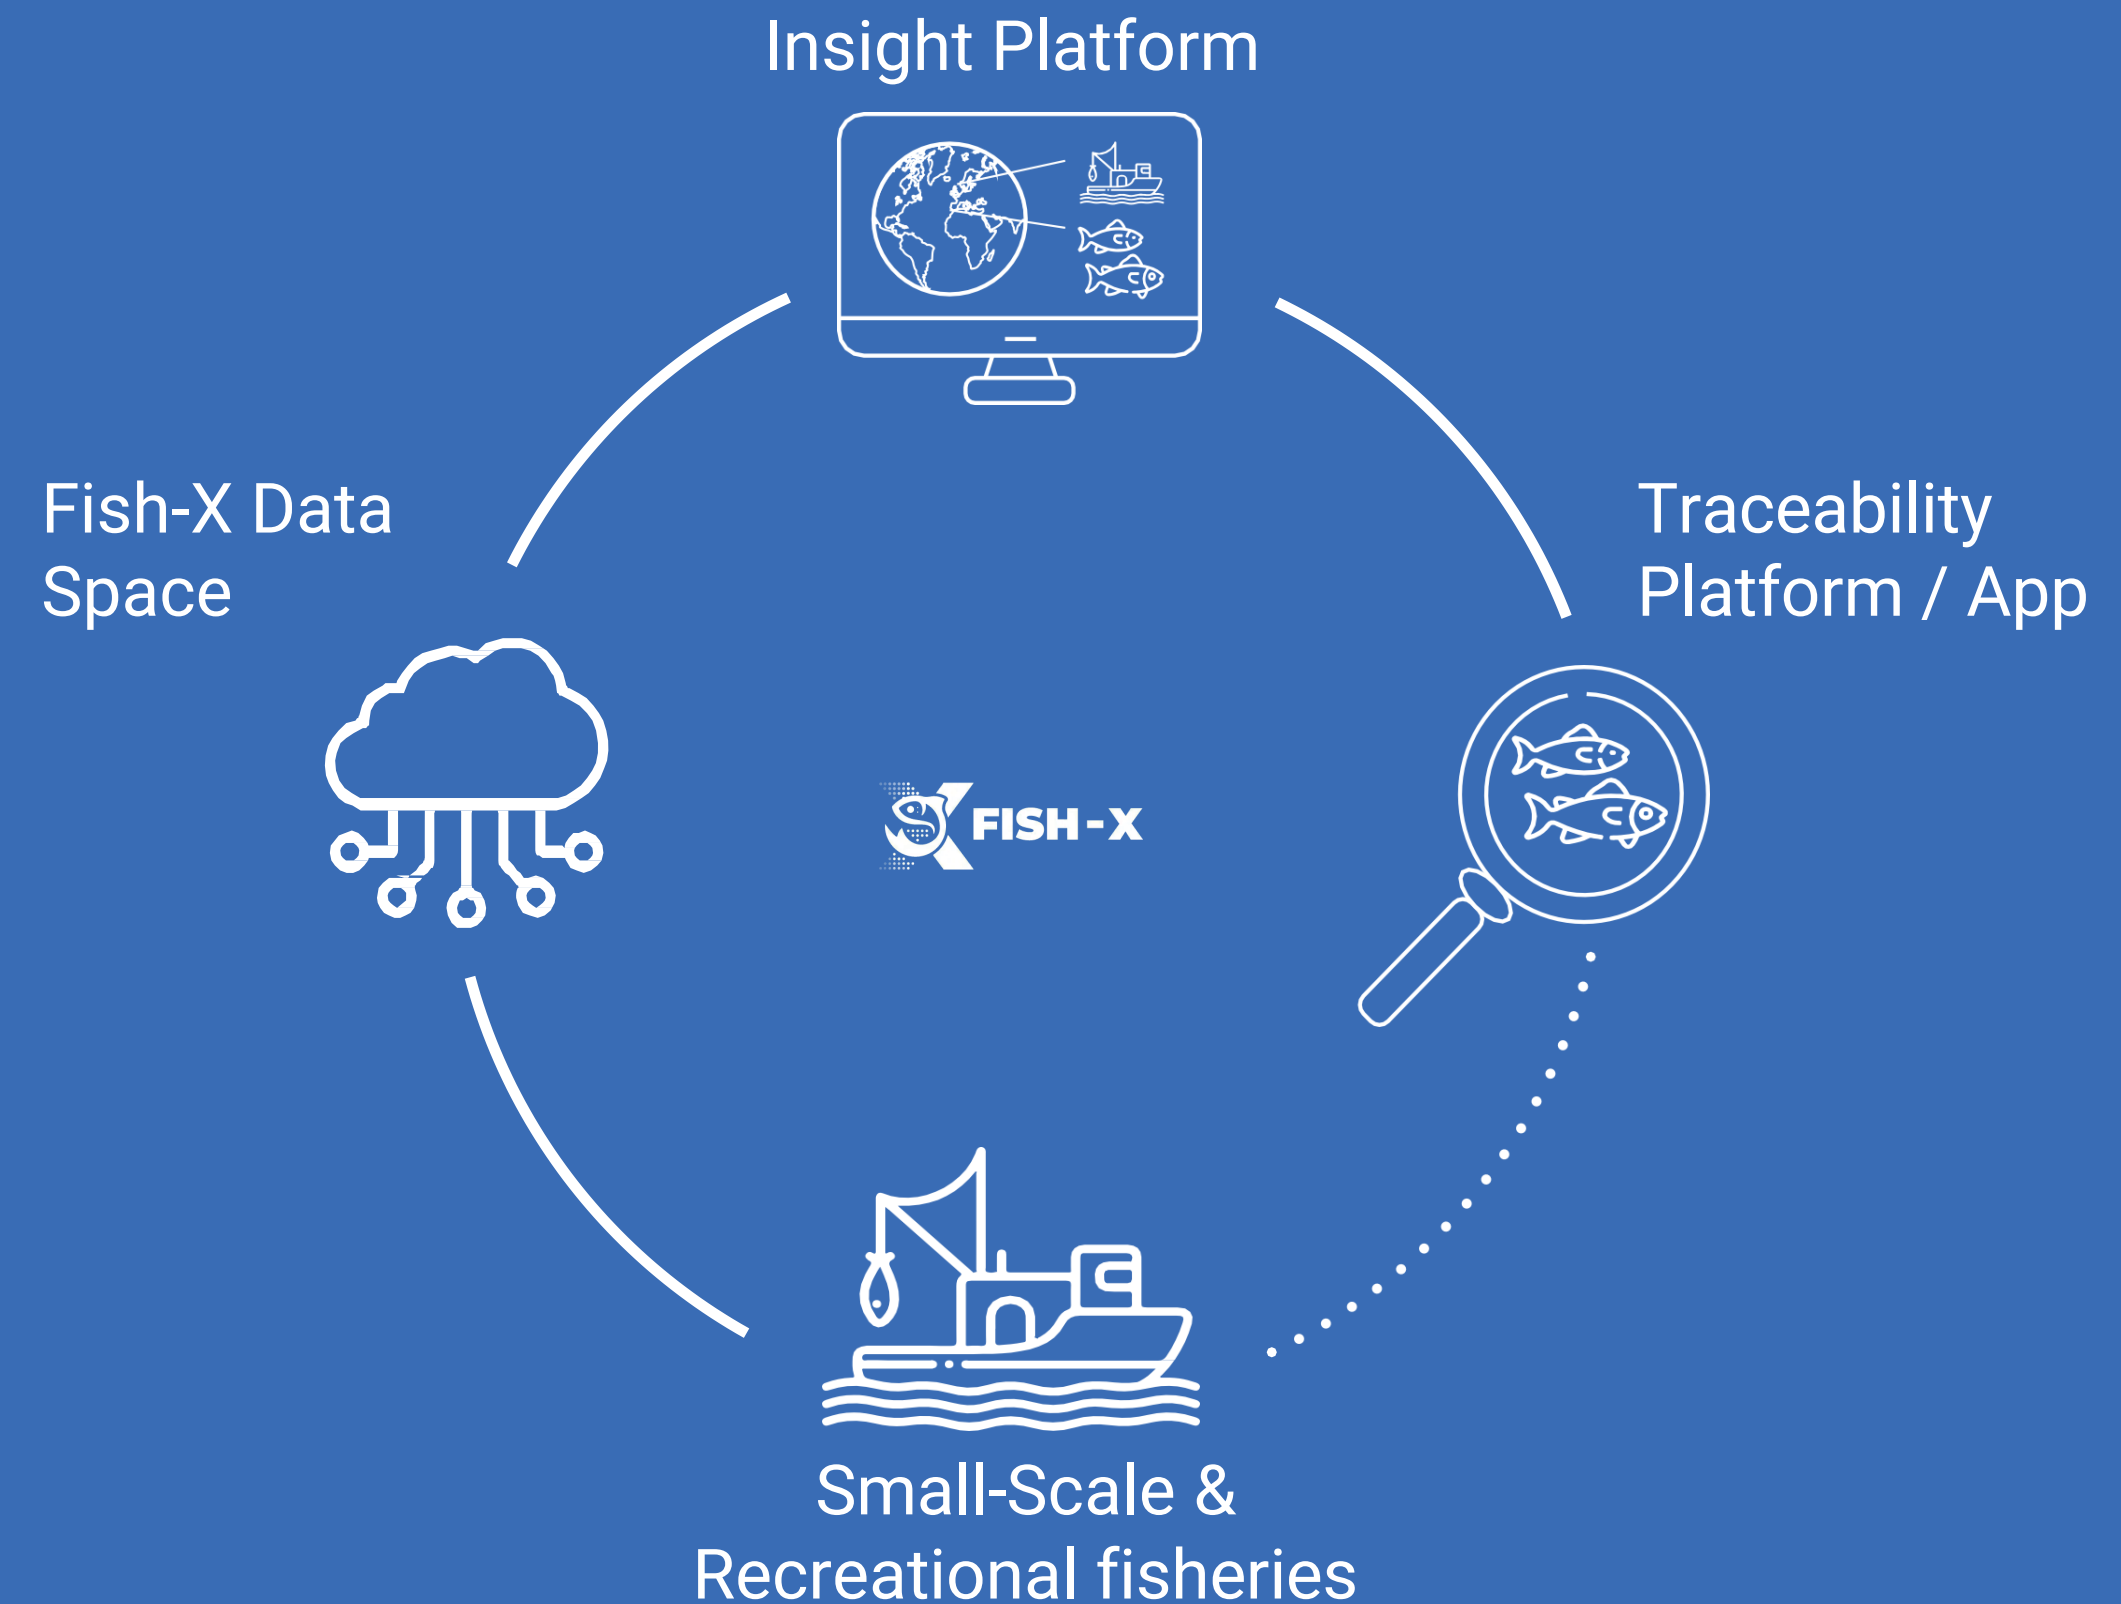 Insight Platform
Fish-X Data
Space
Traceability
Platform / App
FISH-X
Small-Scale &
Recreational fisheries